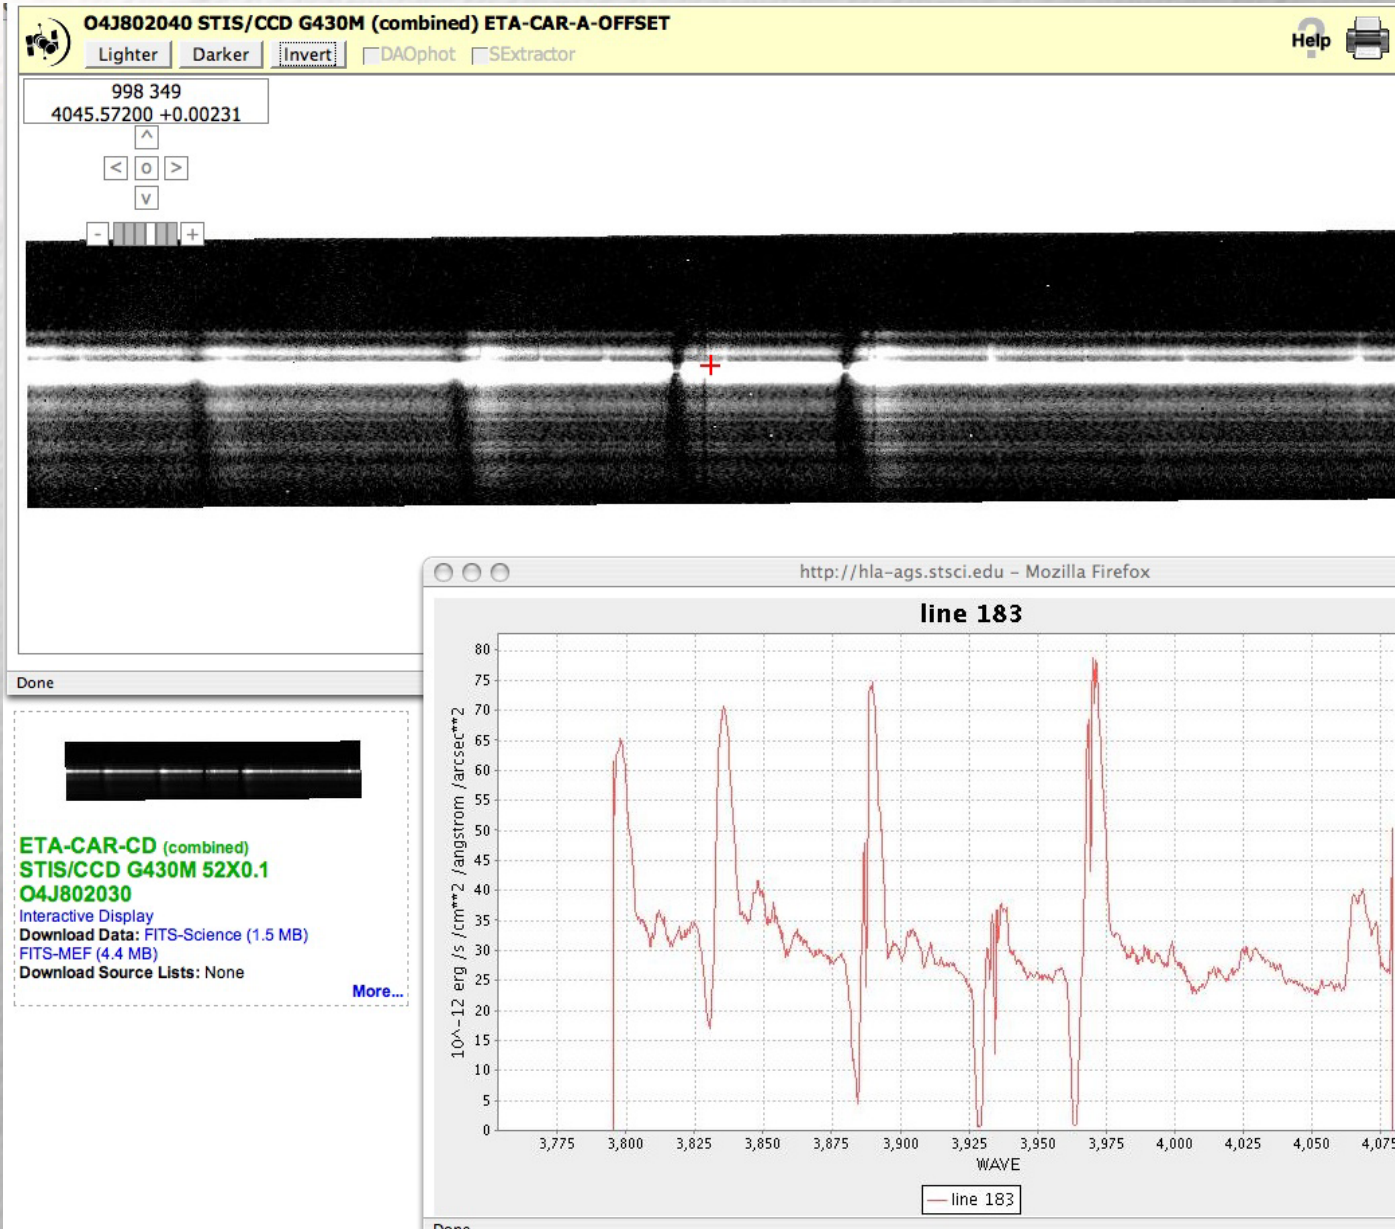 O4J802040 STIS/CCD G430M (combined) ETA-CAR-A-OFFSET
Lighter Darker Invert DAOphot SExtractor
? Help
998 349
4045.57200 +0.00231
^
< o >
v
- +
Done
ETA-CAR-CD (combined)
STIS/CCD G430M 52X0.1
O4J802030
Interactive Display
Download Data: FITS-Science (1.5 MB)
FITS-MEF (4.4 MB)
Download Source Lists: None
More...
http://hla-ags.stsci.edu – Mozilla Firefox
line 183
10^-12 erg /s /cm**2 /angstrom /arcsec**2
80
75
70
65
60
55
50
45
40
35
30
25
20
15
10
5
0
3,775 3,800 3,825 3,850 3,875 3,900 3,925 3,950 3,975 4,000 4,025 4,050 4,075
WAVE
line 183
Done